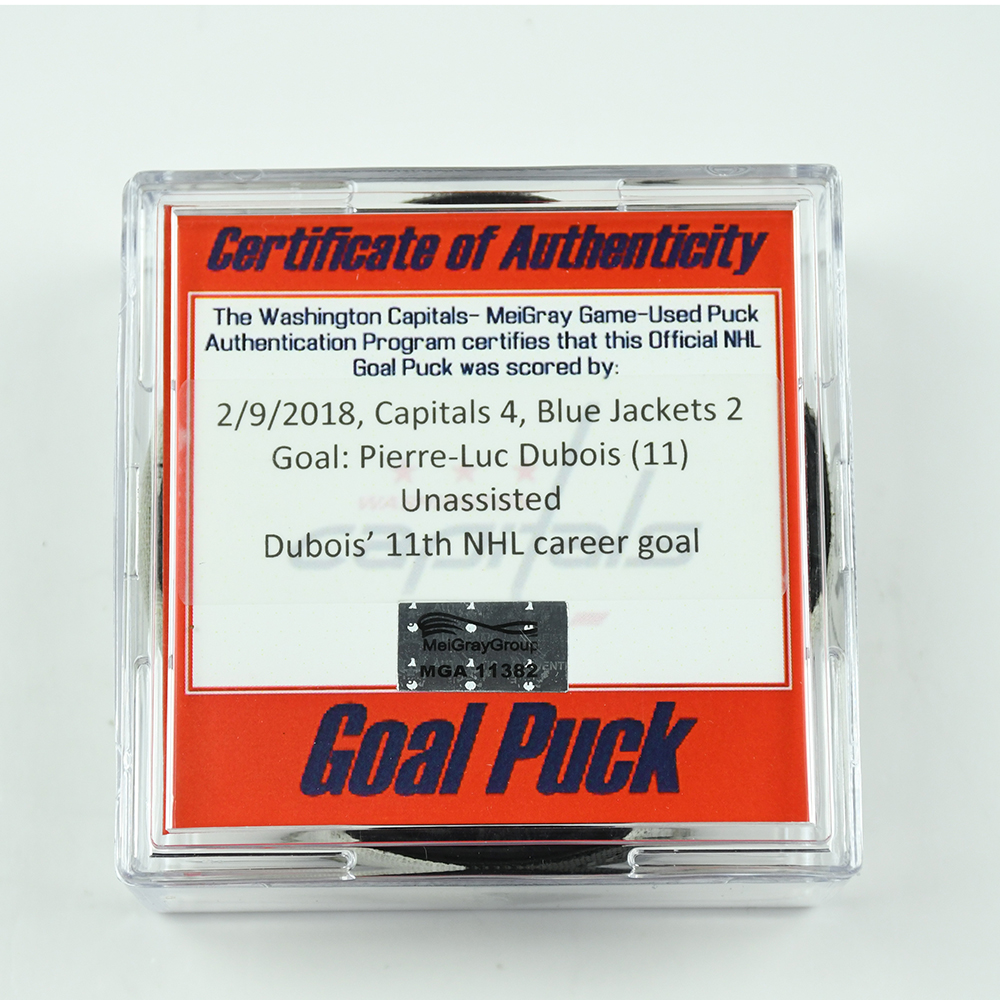 Certificate of Authenticity
The Washington Capitals- MeiGray Game-Used Puck
Authentication Program certifies that this Official NHL
Goal Puck was scored by:
2/9/2018, Capitals 4, Blue Jackets 2
Goal: Pierre-Luc Dubois (11)
Unassisted
Dubois’ 11th NHL career goal
capitals
MeiGrayGroup
MGA 11382
Goal Puck